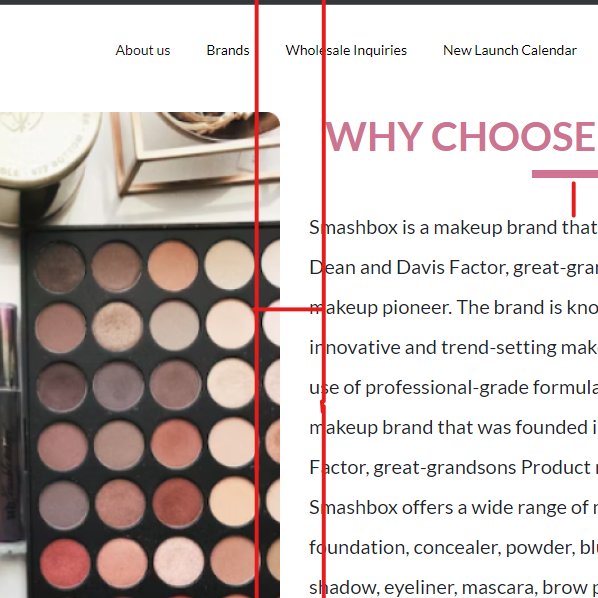 About us Brands Wholesale Inquiries New Launch Calendar
WHY CHOOSE
Smashbox is a makeup brand that
Dean and Davis Factor, great-gran
makeup pioneer. The brand is kno
innovative and trend-setting mak
use of professional-grade formula
makeup brand that was founded i
Factor, great-grandsons Product
Smashbox offers a wide range of
foundation, concealer, powder, blu
shadow, eyeliner, mascara, brow p